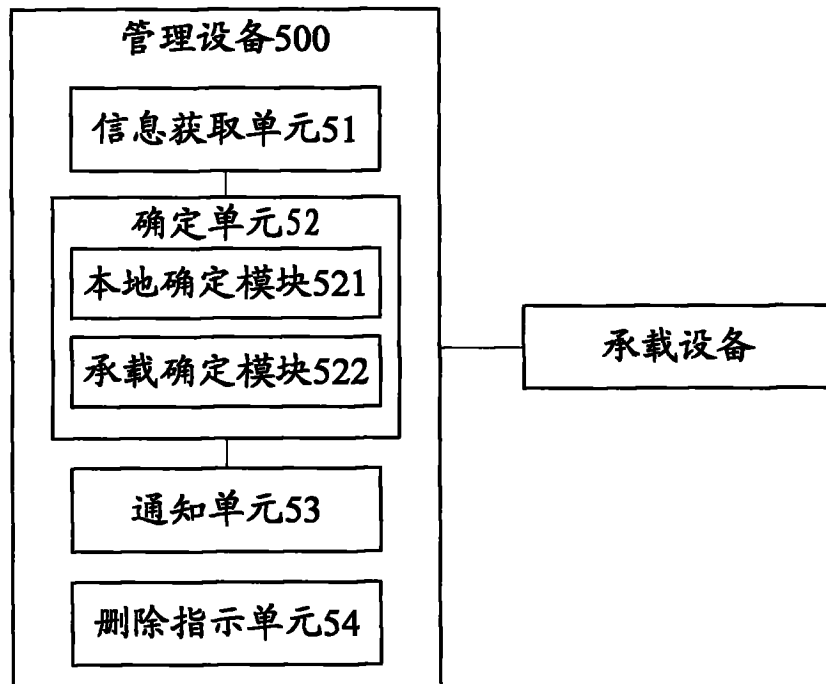 管理设备500
信息获取单元51
确定单元52
本地确定模块521
承载确定模块522
承载设备
通知单元53
删除指示单元54